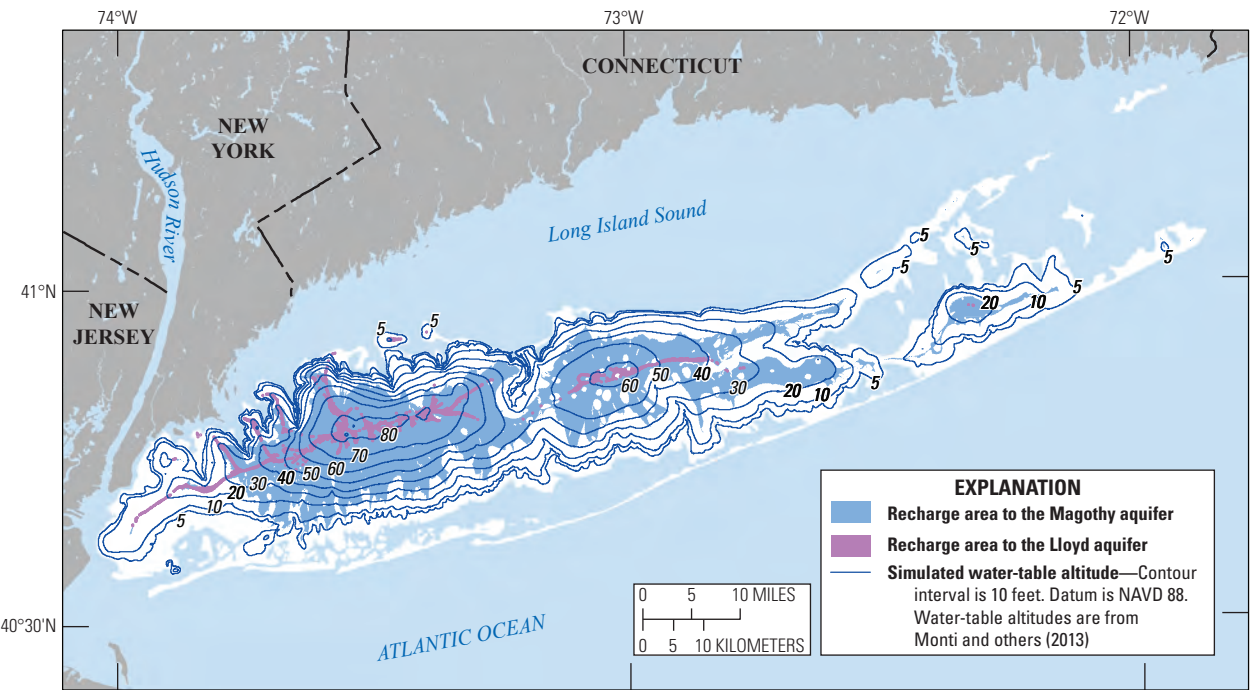 74°W
73°W
72°W
CONNECTICUT
NEW
YORK
Hudson River
Long Island Sound
5
5
5
5
41°N
20
10
5
5
5
5
NEW
JERSEY
60
50
40
30
20
10
5
80
70
60
50
40
30
20
10
5
EXPLANATION
Recharge area to the Magothy aquifer
Recharge area to the Lloyd aquifer
Simulated water-table altitude—Contour
interval is 10 feet. Datum is NAVD 88.
Water-table altitudes are from
Monti and others (2013)
0 5 10 MILES
0 5 10 KILOMETERS
40°30'N
ATLANTIC OCEAN